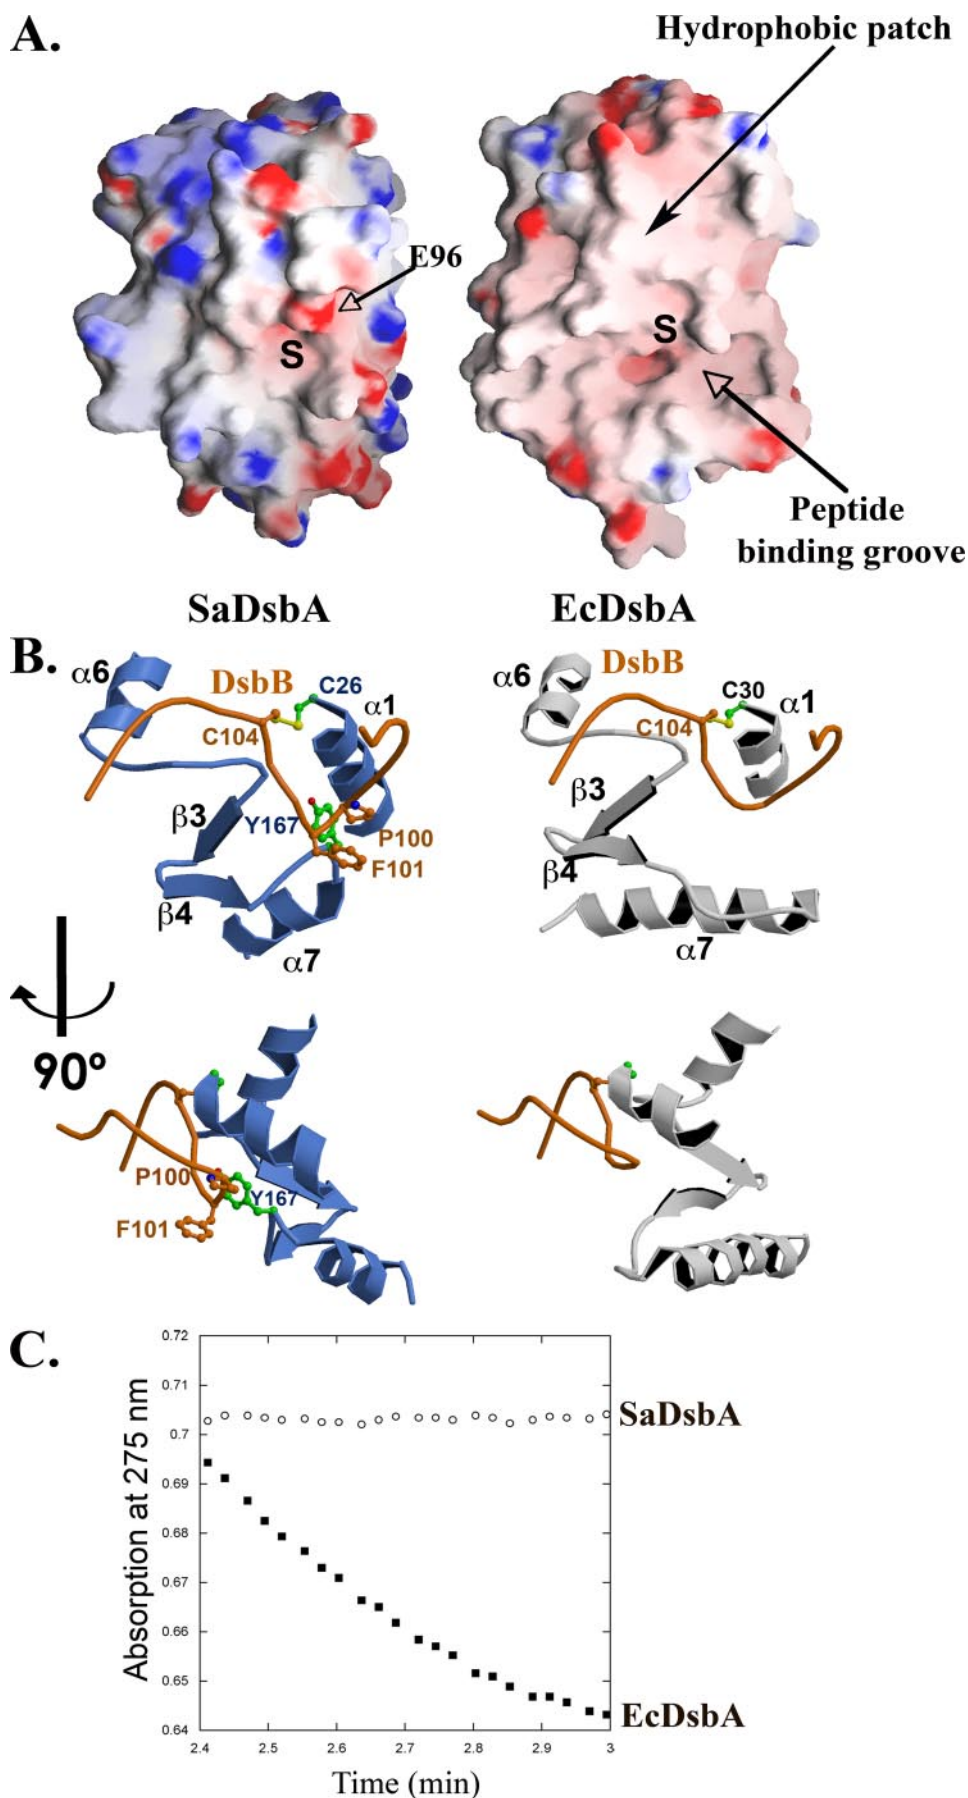 A.
Hydrophobic patch
E96
S
S
Peptide
binding groove
SaDsbA
EcDsbA
B.
α6
DsbB
C26
α1
C104
β3
Y167
P100
F101
β4
α7
α6
DsbB
C30
α1
C104
β3
β4
α7
90º
P100
Y167
F101
C.
0.72
0.71
0.7
0.69
0.68
0.67
0.66
0.65
0.64
Absorption at 275 nm
SaDsbA
EcDsbA
2.4 2.5 2.6 2.7 2.8 2.9 3
Time (min)